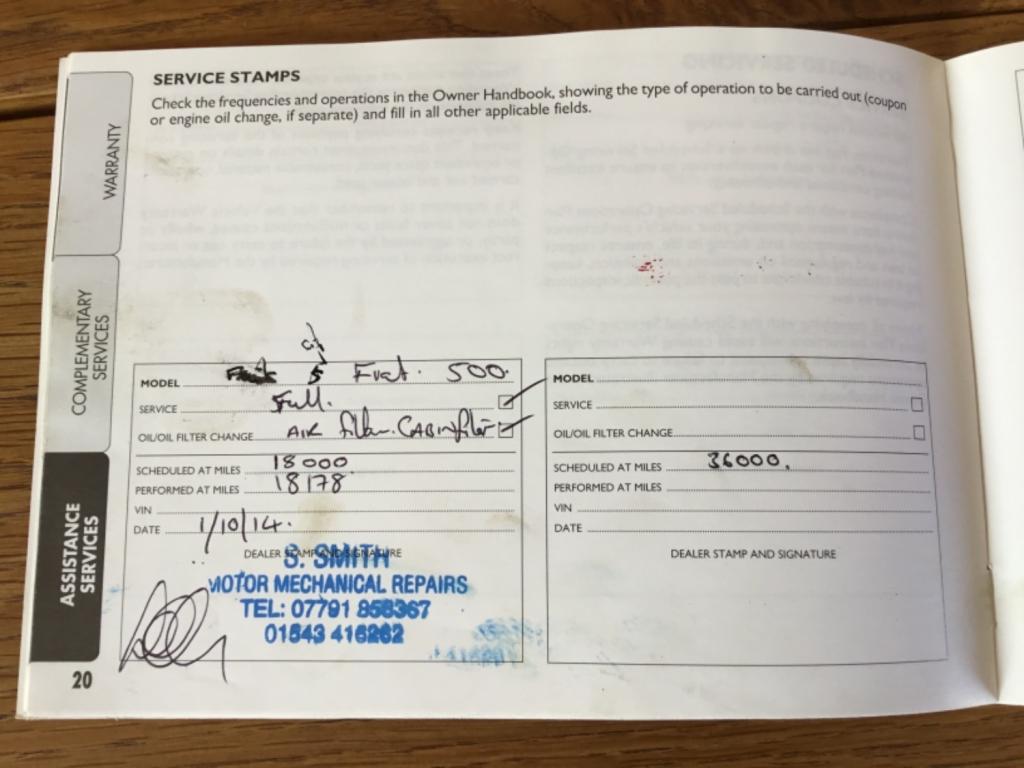 SERVICE STAMPS
Check the frequencies and operations in the Owner Handbook, showing the type of operation to be carried out (coupon
or engine oil change, if separate) and fill in all other applicable fields.
WARRANTY
COMPLEMENTARY
SERVICES
ASSISTANCE
SERVICES
MODEL Fiat 500.
SERVICE Full.
OIL/OIL FILTER CHANGE AIR filter. CABIN filter
SCHEDULED AT MILES 18000
PERFORMED AT MILES 18178
VIN
DATE 1/10/14.
DEALER STAMP AND SIGNATURE
S. SMITH
MOTOR MECHANICAL REPAIRS
TEL: 07791 858367
01543 416262
MODEL
SERVICE
OIL/OIL FILTER CHANGE
SCHEDULED AT MILES 36000.
PERFORMED AT MILES
VIN
DATE
DEALER STAMP AND SIGNATURE
20